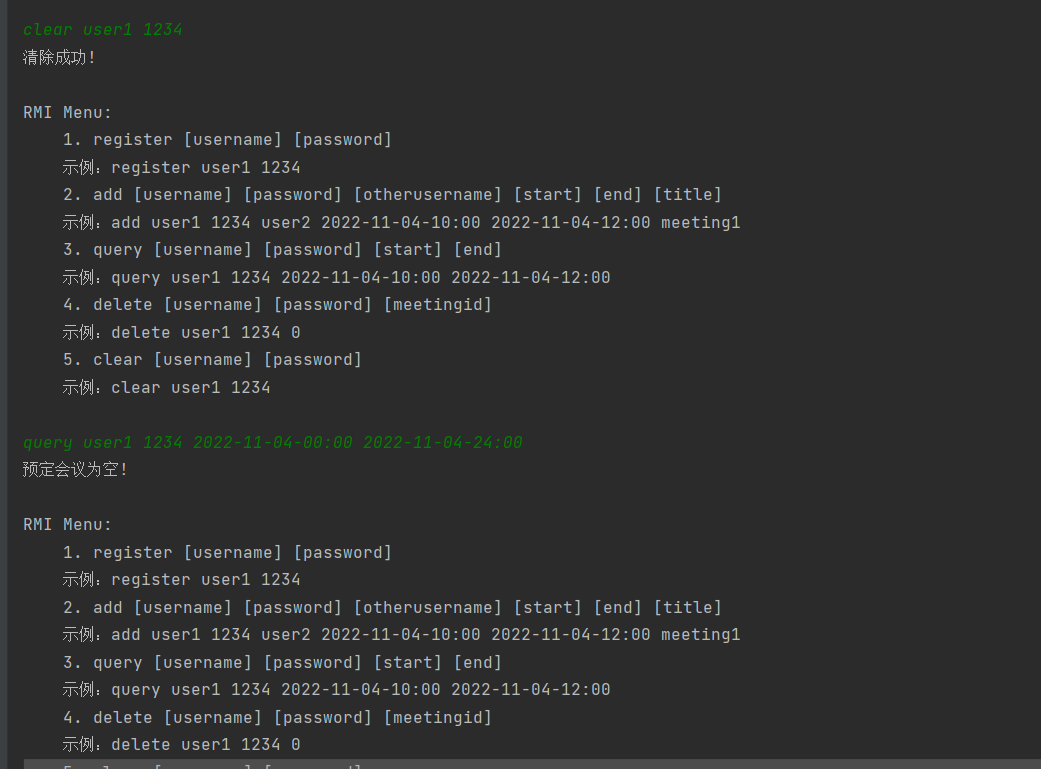 clear user1 1234
清除成功!
RMI Menu:
1. register [username] [password]
示例：register user1 1234
2. add [username] [password] [otherusername] [start] [end] [title]
示例：add user1 1234 user2 2022-11-04-10:00 2022-11-04-12:00 meeting1
3. query [username] [password] [start] [end]
示例：query user1 1234 2022-11-04-10:00 2022-11-04-12:00
4. delete [username] [password] [meetingid]
示例：delete user1 1234 0
5. clear [username] [password]
示例：clear user1 1234
query user1 1234 2022-11-04-00:00 2022-11-04-24:00
预定会议为空!
RMI Menu:
1. register [username] [password]
示例：register user1 1234
2. add [username] [password] [otherusername] [start] [end] [title]
示例：add user1 1234 user2 2022-11-04-10:00 2022-11-04-12:00 meeting1
3. query [username] [password] [start] [end]
示例：query user1 1234 2022-11-04-10:00 2022-11-04-12:00
4. delete [username] [password] [meetingid]
示例：delete user1 1234 0